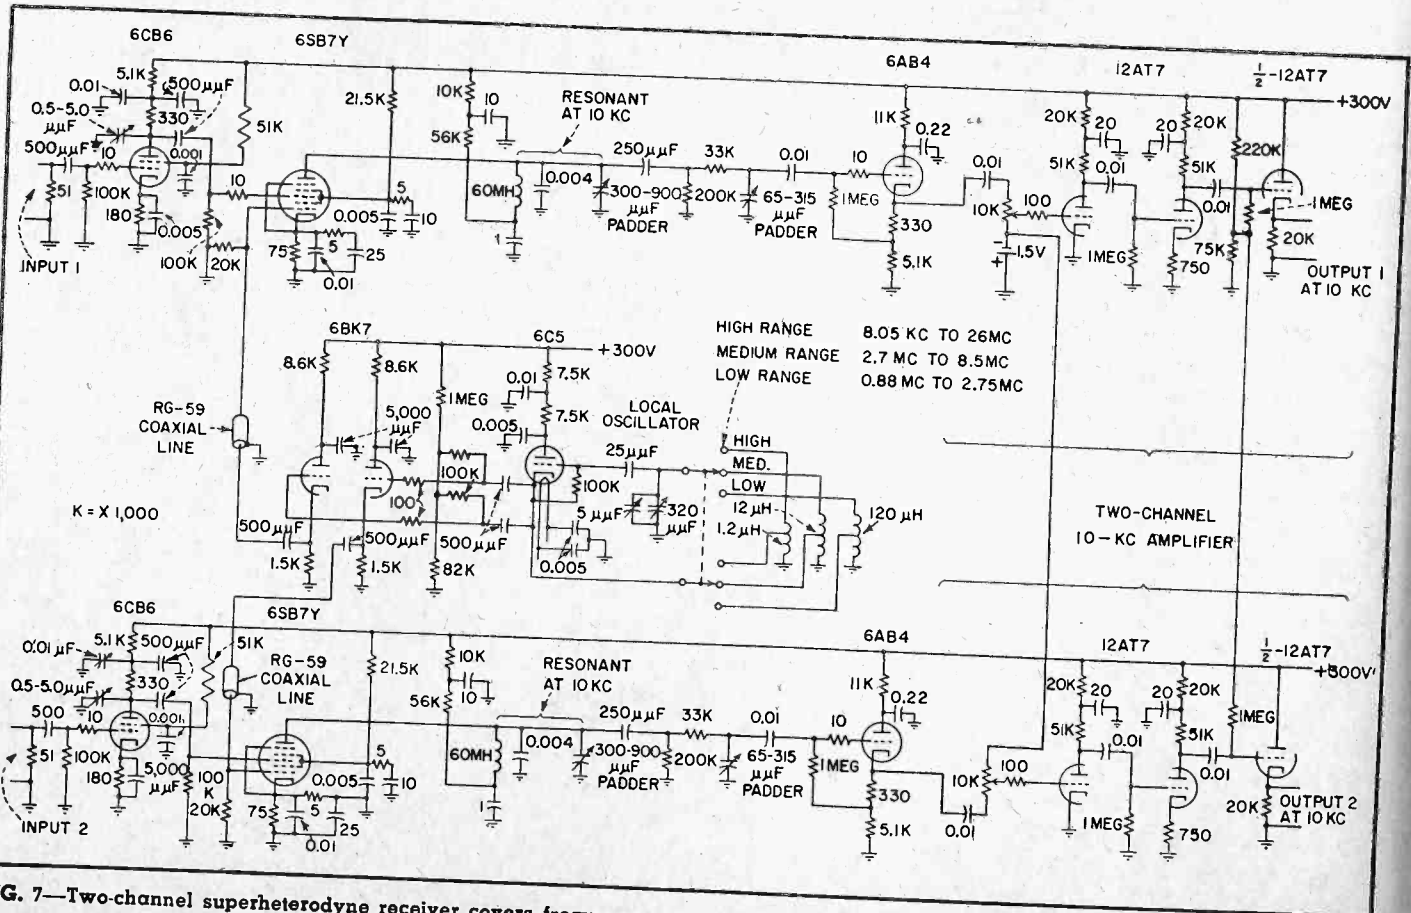 6CB6
6SB7Y
6AB4
12AT7
½-12AT7
0.01
5.1K
500μμF
0.5-5.0
μμF
330
51K
500μμF
10
0.001
51
100K
180
0.005
INPUT 1
100K
20K
10
75
5
25
0.01
21.5K
5
0.005
10
10K
10
56K
RESONANT
AT 10 KC
60MH
0.004
1
300-900
μμF
PADDER
250μμF
33K
200K
65-315
μμF
PADDER
0.01
10
1MEG
11K
0.22
330
5.1K
0.01
10K
100
1.5V
20K
20
51K
0.01
1MEG
20
20K
51K
0.01
750
220K
75K
1MEG
20K
+300V
OUTPUT 1
AT 10 KC
6BK7
6C5
+300V
8.6K
8.6K
1MEG
0.01
7.5K
7.5K
0.005
5,000
μμF
RG-59
COAXIAL
LINE
K = X 1,000
100K
100
500μμF
500μμF
500μμF
1.5K
1.5K
82K
LOCAL
OSCILLATOR
25μμF
100K
5μμF
320
μμF
0.005
HIGH RANGE 8.05 KC TO 26MC
MEDIUM RANGE 2.7 MC TO 8.5MC
LOW RANGE 0.88 MC TO 2.75MC
HIGH
MED.
LOW
12μH
1.2μH
120μH
TWO-CHANNEL
10-KC AMPLIFIER
6CB6
6SB7Y
6AB4
12AT7
½-12AT7
0.01μF
5.1K
500μμF
51K
0.5-5.0μμF
330
500
10
0.001
51
100K
180
5,000
μμF
INPUT 2
100
K
20K
RG-59
COAXIAL
LINE
75
5
25
0.01
21.5K
5
0.005
10
10K
10
56K
RESONANT
AT 10KC
60MH
0.004
1
300-900
μμF
PADDER
250μμF
33K
200K
65-315
μμF
PADDER
0.01
10
1MEG
11K
0.22
330
5.1K
0.01
10K
100
20K
20
51K
0.01
1MEG
20
20K
51K
0.01
750
1MEG
20K
+300V
OUTPUT 2
AT 10KC
G. 7—Two-channel superheterodyne receiver covers